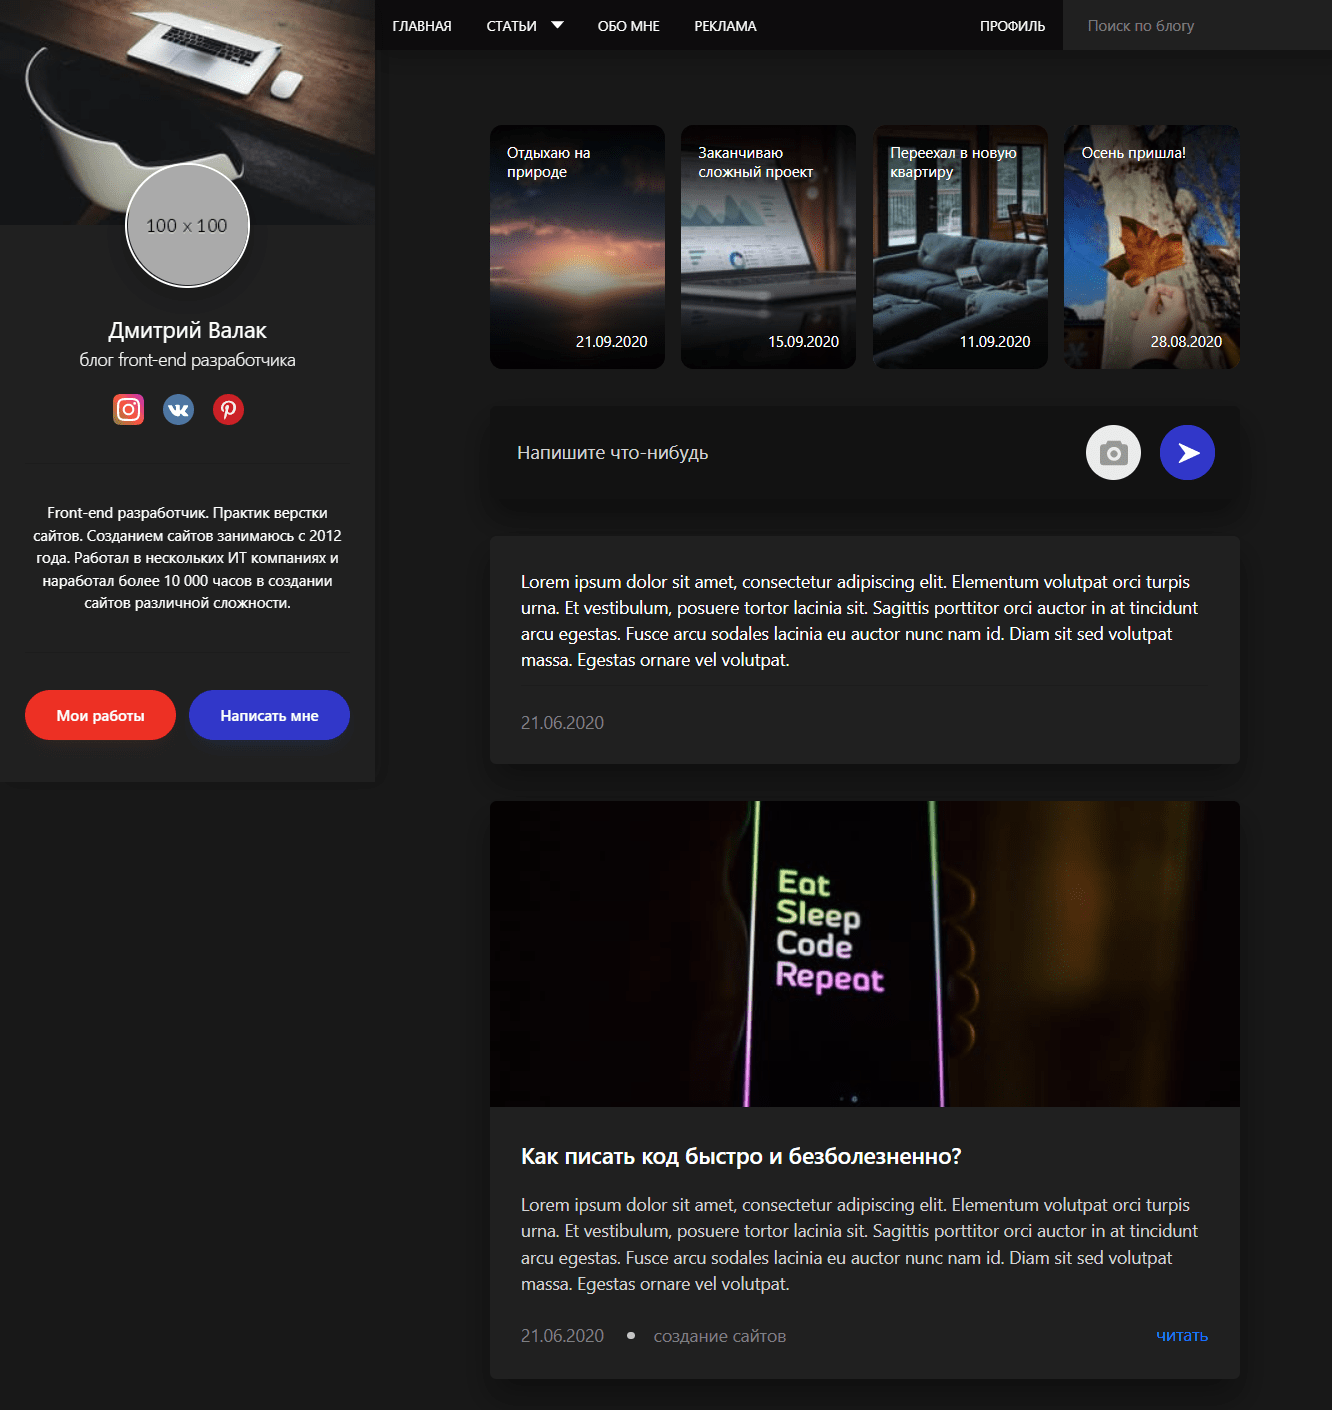 ГЛАВНАЯ СТАТЬИ ОБО МНЕ РЕКЛАМА ПРОФИЛЬ Поиск по блогу
100 x 100
Дмитрий Валак
блог front-end разработчика
Front-end разработчик. Практик верстки
сайтов. Созданием сайтов занимаюсь с 2012
года. Работал в нескольких ИТ компаниях и
наработал более 10 000 часов в создании
сайтов различной сложности.
Мои работы Написать мне
Отдыхаю на
природе
21.09.2020
Заканчиваю
сложный проект
15.09.2020
Переехал в новую
квартиру
11.09.2020
Осень пришла!
28.08.2020
Напишите что-нибудь
Lorem ipsum dolor sit amet, consectetur adipiscing elit. Elementum volutpat orci turpis
urna. Et vestibulum, posuere tortor lacinia sit. Sagittis porttitor orci auctor in at tincidunt
arcu egestas. Fusce arcu sodales lacinia eu auctor nunc nam id. Diam sit sed volutpat
massa. Egestas ornare vel volutpat.
21.06.2020
Eat
Sleep
Code
Repeat
Как писать код быстро и безболезненно?
Lorem ipsum dolor sit amet, consectetur adipiscing elit. Elementum volutpat orci turpis
urna. Et vestibulum, posuere tortor lacinia sit. Sagittis porttitor orci auctor in at tincidunt
arcu egestas. Fusce arcu sodales lacinia eu auctor nunc nam id. Diam sit sed volutpat
massa. Egestas ornare vel volutpat.
21.06.2020 • создание сайтов читать